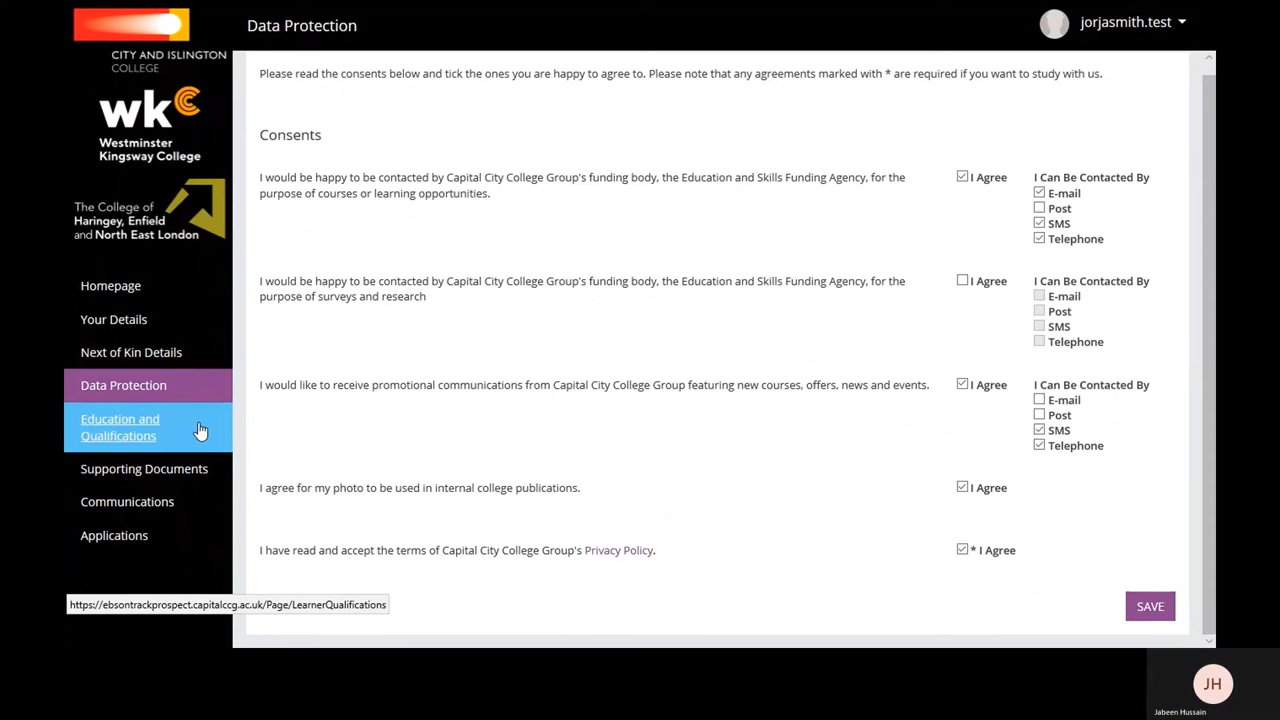 Data Protection
jorjasmith.test
CITY AND ISLINGTON
COLLEGE
wkc
Westminster
Kingsway College
The College of
Haringey, Enfield
and North East London
Homepage
Your Details
Next of Kin Details
Data Protection
Education and
Qualifications
Supporting Documents
Communications
Applications
Please read the consents below and tick the ones you are happy to agree to. Please note that any agreements marked with * are required if you want to study with us.
Consents
I would be happy to be contacted by Capital City College Group's funding body, the Education and Skills Funding Agency, for the
purpose of courses or learning opportunities.
I Agree
I Can Be Contacted By
E-mail
Post
SMS
Telephone
I would be happy to be contacted by Capital City College Group's funding body, the Education and Skills Funding Agency, for the
purpose of surveys and research
I Agree
I Can Be Contacted By
E-mail
Post
SMS
Telephone
I would like to receive promotional communications from Capital City College Group featuring new courses, offers, news and events.
I Agree
I Can Be Contacted By
E-mail
Post
SMS
Telephone
I agree for my photo to be used in internal college publications.
I Agree
I have read and accept the terms of Capital City College Group's Privacy Policy.
* I Agree
SAVE
https://ebsontrackprospect.capitalccg.ac.uk/Page/LearnerQualifications
JH
Jabeen Hussain